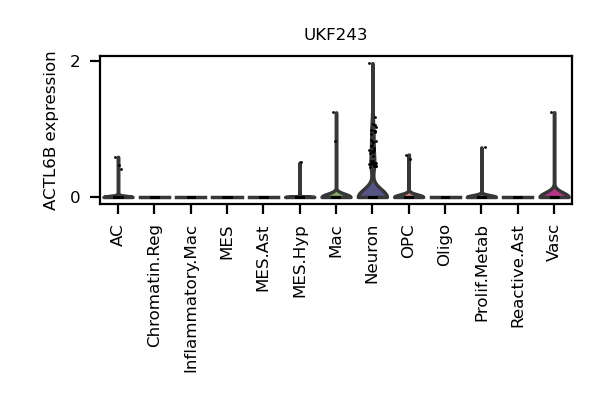 UKF243
ACTL6B expression
2
0
AC
Chromatin.Reg
Inflammatory.Mac
MES
MES.Ast
MES.Hyp
Mac
Neuron
OPC
Oligo
Prolif.Metab
Reactive.Ast
Vasc